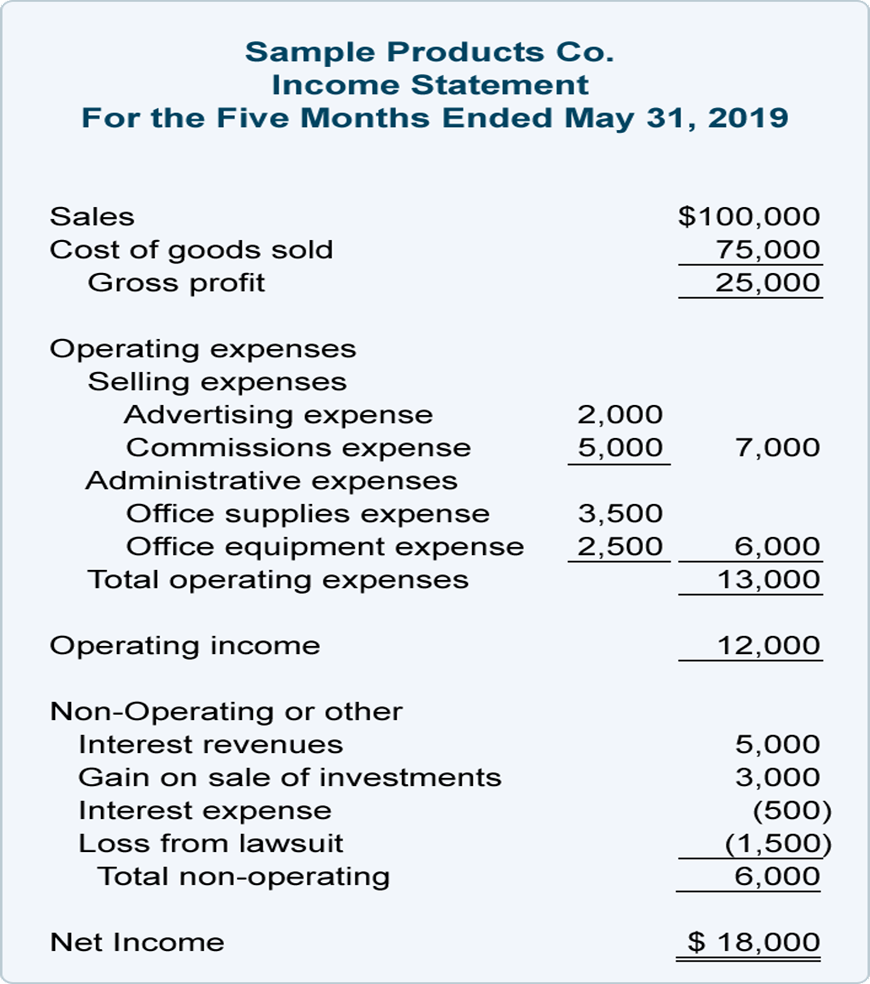 Sample Products Co.
Income Statement
For the Five Months Ended May 31, 2019
Sales $100,000
Cost of goods sold 75,000
Gross profit 25,000
Operating expenses
Selling expenses
Advertising expense 2,000
Commissions expense 5,000 7,000
Administrative expenses
Office supplies expense 3,500
Office equipment expense 2,500 6,000
Total operating expenses 13,000
Operating income 12,000
Non-Operating or other
Interest revenues 5,000
Gain on sale of investments 3,000
Interest expense (500)
Loss from lawsuit (1,500)
Total non-operating 6,000
Net Income $ 18,000